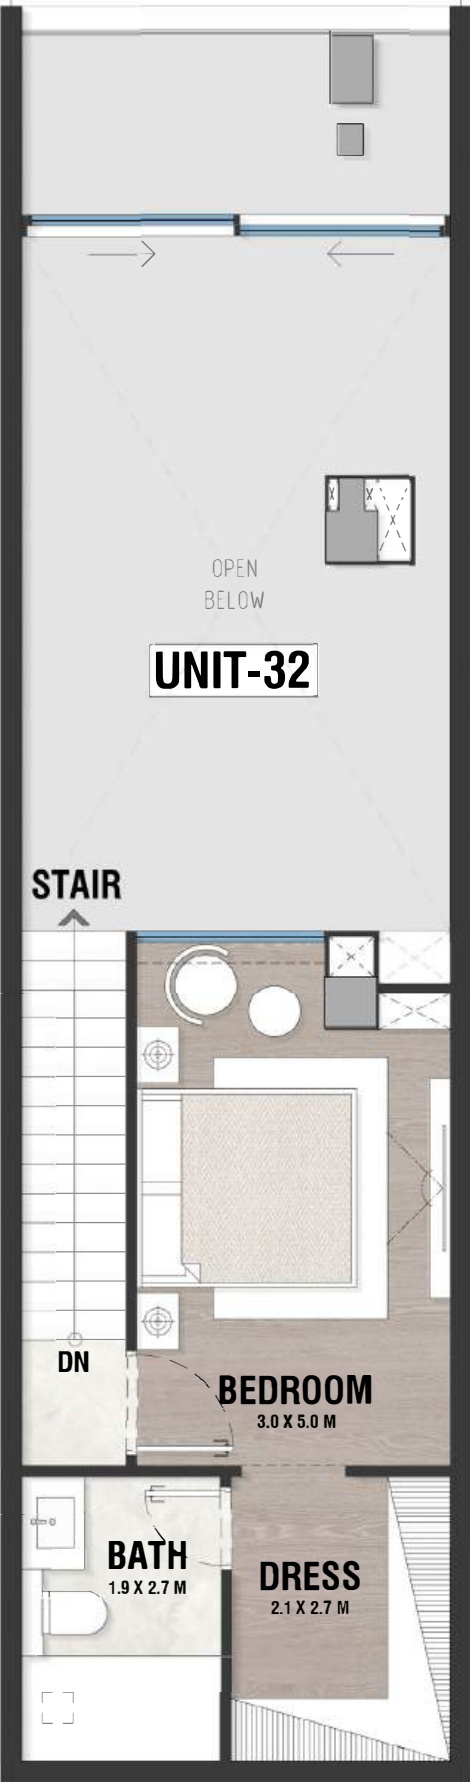 OPEN
BELOW
UNIT-32
STAIR
DN
BEDROOM
3.0 X 5.0 M
BATH
1.9 X 2.7 M
DRESS
2.1 X 2.7 M